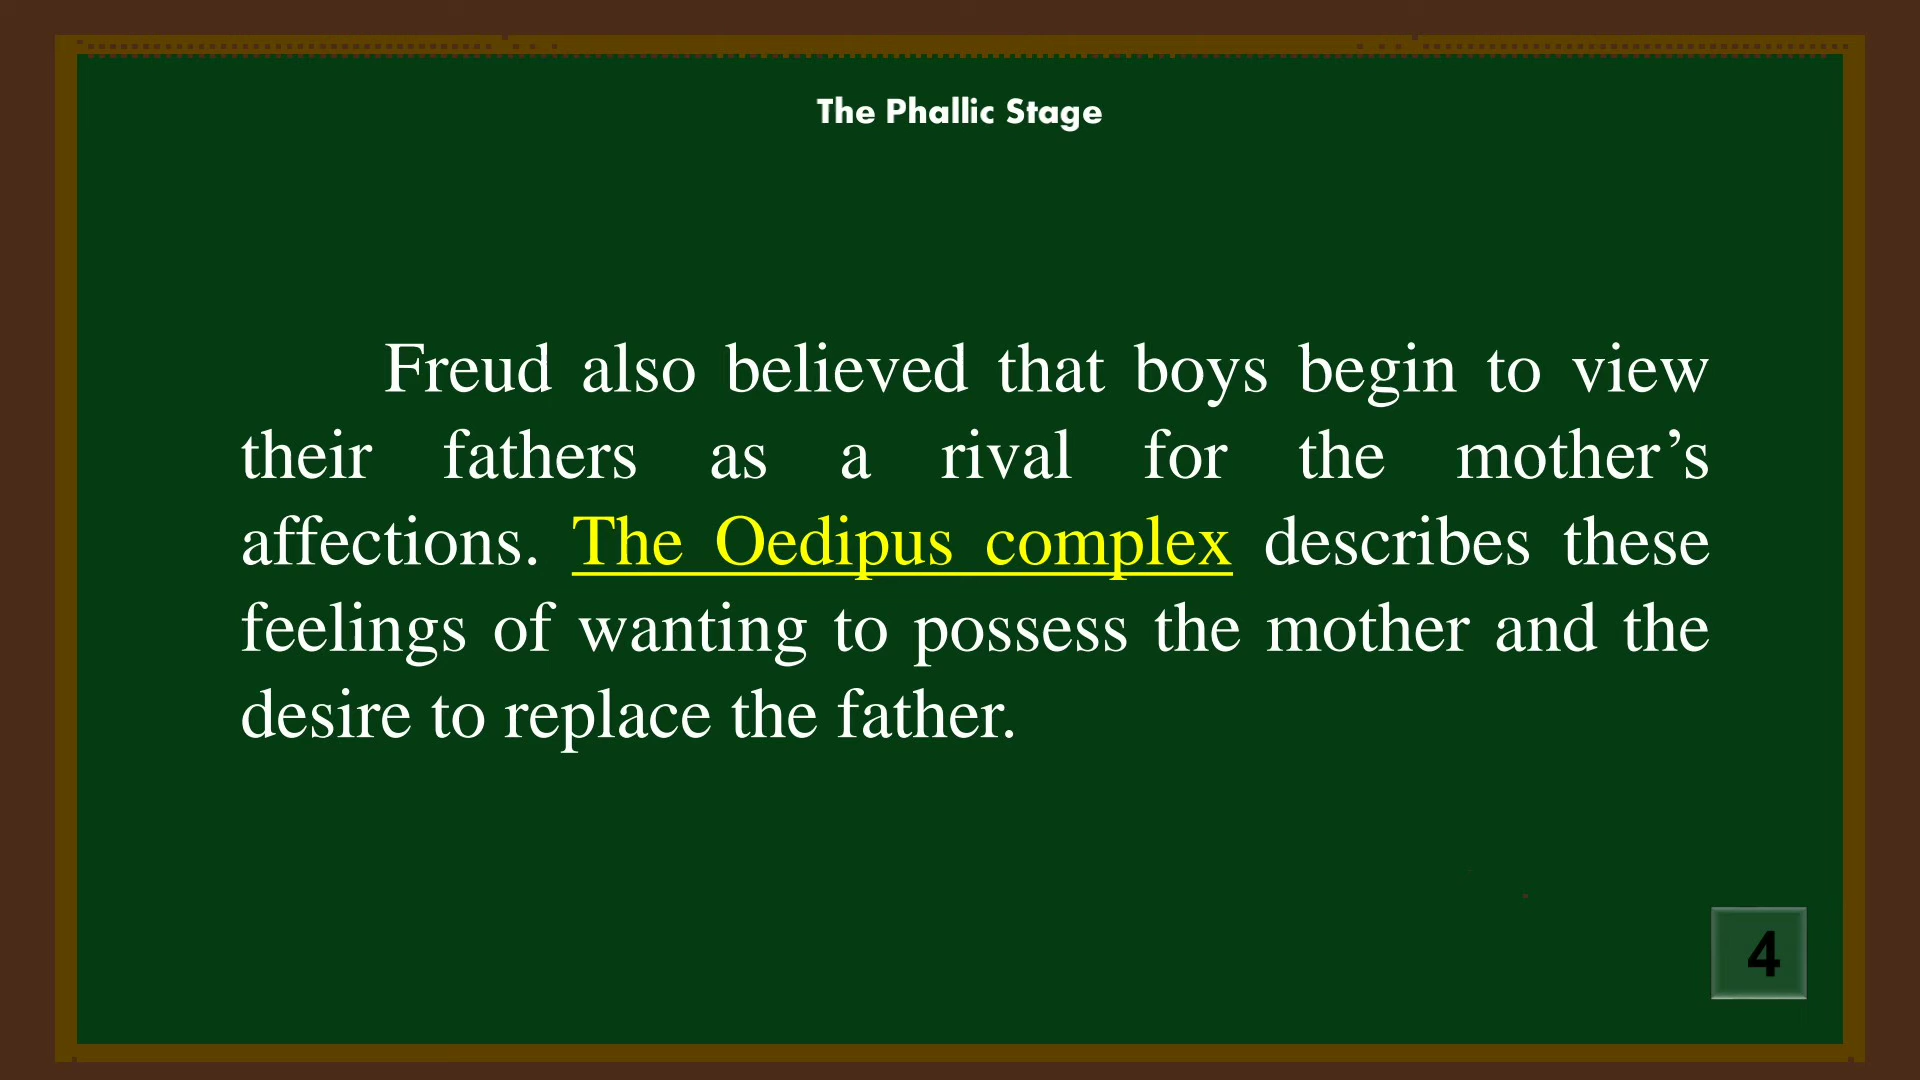 The Phallic Stage
Freud also believed that boys begin to view
their fathers as a rival for the mother’s
affections. The Oedipus complex describes these
feelings of wanting to possess the mother and the
desire to replace the father.
4